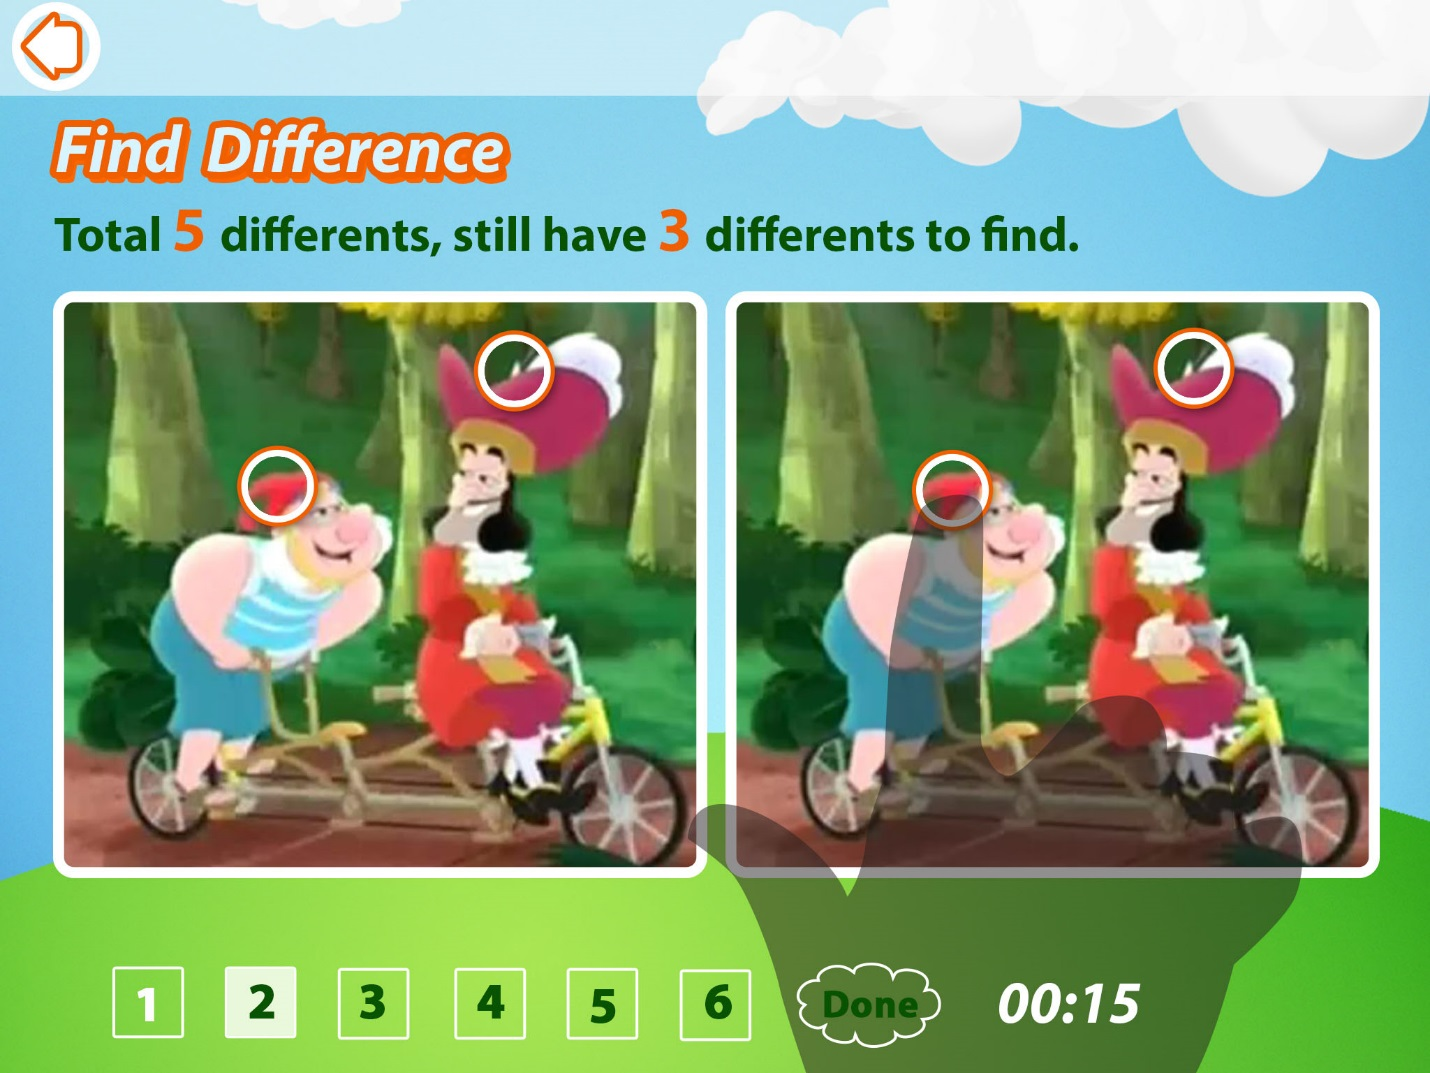 Find Difference
Total 5 differents, still have 3 differents to find.
1 2 3 4 5 6 Done 00:15